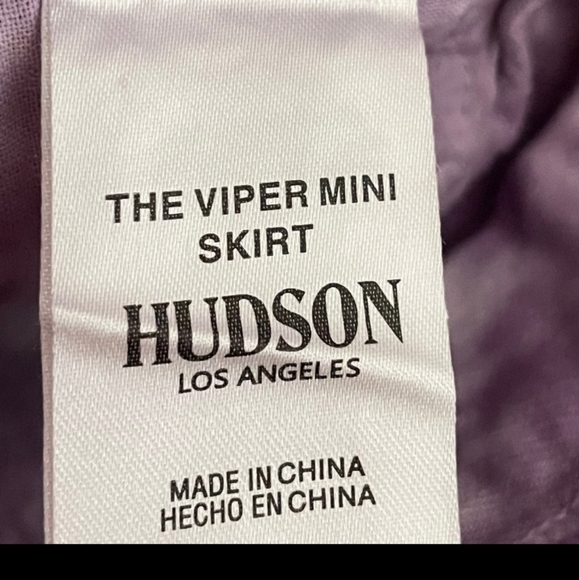 THE VIPER MINI
SKIRT
HUDSON
LOS ANGELES
MADE IN CHINA
HECHO EN CHINA